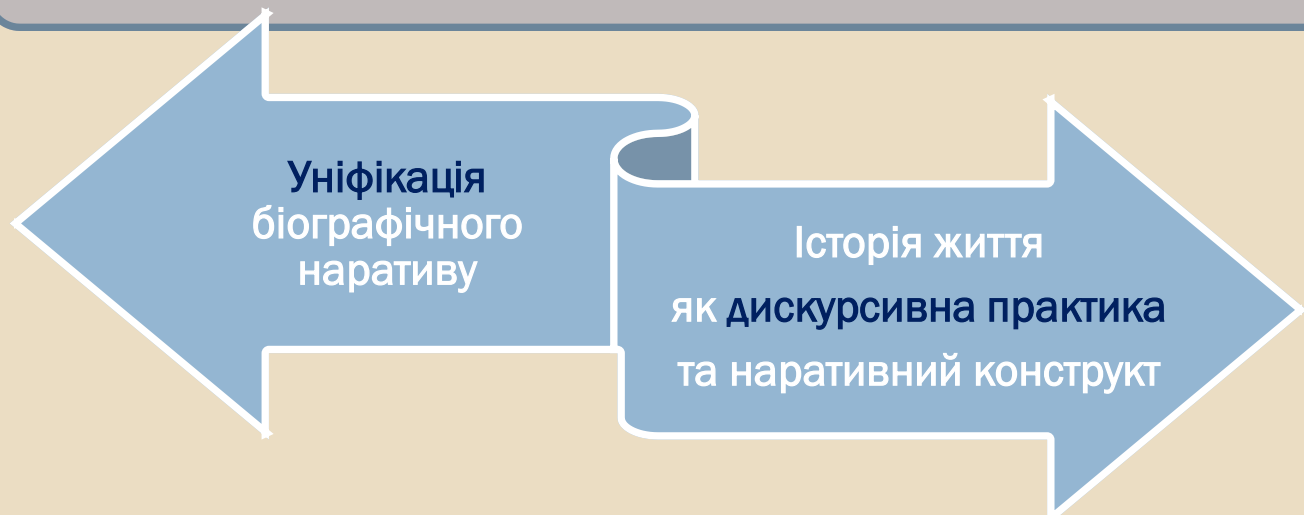 Уніфікація
біографічного
наративу
Історія життя
як дискурсивна практика
та наративний конструкт